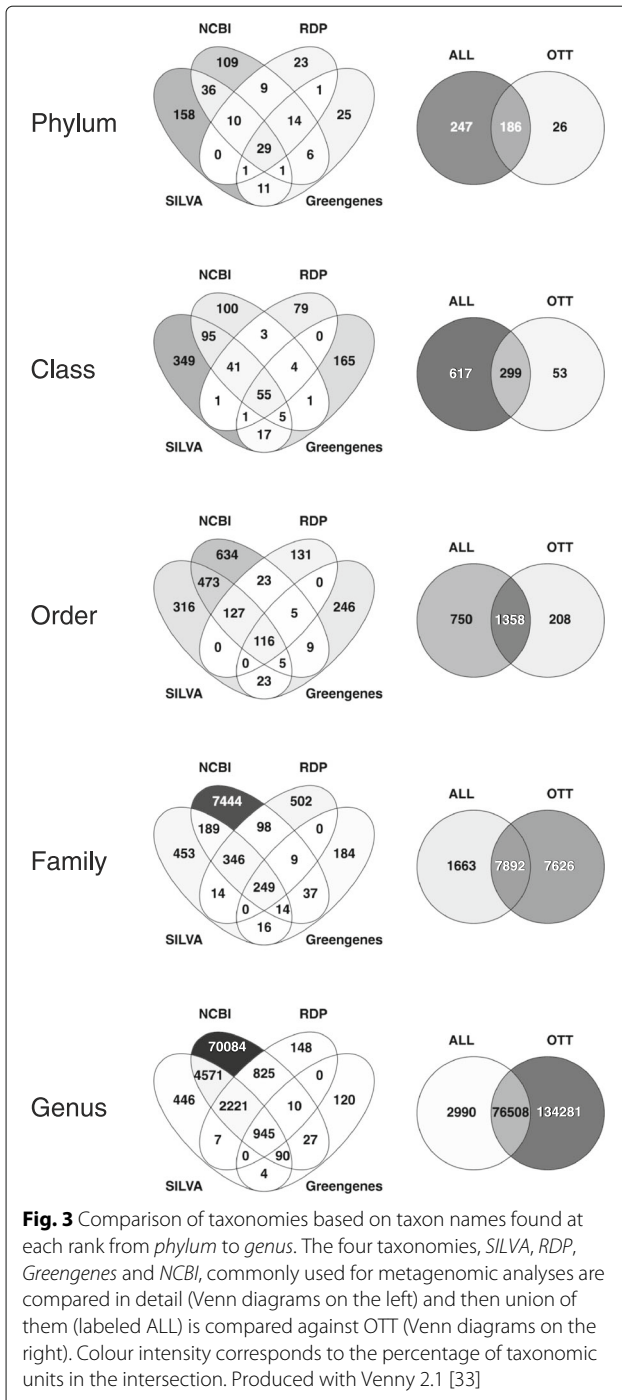 NCBI RDP
109 23
36 9 1
158 10 14 25
29
0 6
1 1
11
SILVA Greengenes
Phylum
ALL OTT
247 186 26
NCBI RDP
100 79
95 3 0
349 41 4 165
55
1 1
1 5
17
SILVA Greengenes
Class
ALL OTT
617 299 53
NCBI RDP
634 131
473 23 0
316 127 5 246
116
0 9
0 5
23
SILVA Greengenes
Order
ALL OTT
750 1358 208
NCBI RDP
7444 502
189 98 0
453 346 9 184
249
14 37
0 14
16
SILVA Greengenes
Family
ALL OTT
1663 7892 7626
NCBI RDP
70084 148
4571 825 0
446 2221 10 120
945
7 27
0 90
4
SILVA Greengenes
Genus
ALL OTT
2990 76508 134281
Fig. 3 Comparison of taxonomies based on taxon names found at
each rank from phylum to genus. The four taxonomies, SILVA, RDP,
Greengenes and NCBI, commonly used for metagenomic analyses are
compared in detail (Venn diagrams on the left) and then union of
them (labeled ALL) is compared against OTT (Venn diagrams on the
right). Colour intensity corresponds to the percentage of taxonomic
units in the intersection. Produced with Venny 2.1 [33]